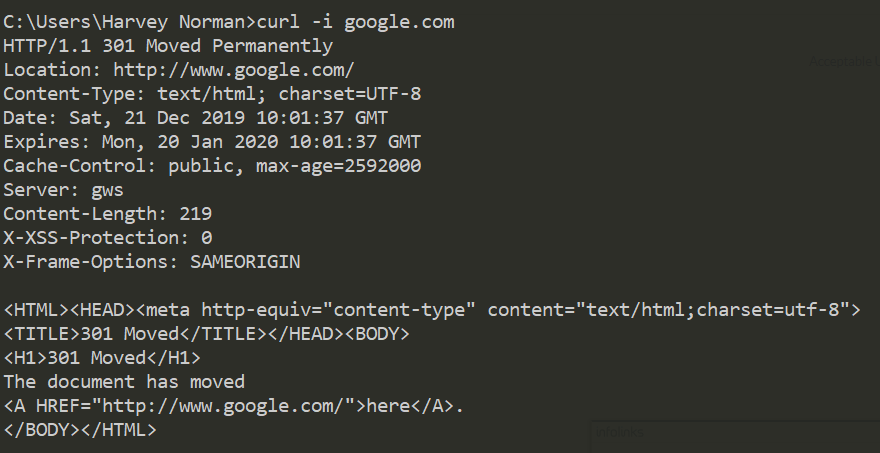 C:\Users\Harvey Norman>curl -i google.com
HTTP/1.1 301 Moved Permanently
Location: http://www.google.com/
Content-Type: text/html; charset=UTF-8
Date: Sat, 21 Dec 2019 10:01:37 GMT
Expires: Mon, 20 Jan 2020 10:01:37 GMT
Cache-Control: public, max-age=2592000
Server: gws
Content-Length: 219
X-XSS-Protection: 0
X-Frame-Options: SAMEORIGIN

<HTML><HEAD><meta http-equiv="content-type" content="text/html;charset=utf-8">
<TITLE>301 Moved</TITLE></HEAD><BODY>
<H1>301 Moved</H1>
The document has moved
<A HREF="http://www.google.com/">here</A>.
</BODY></HTML>